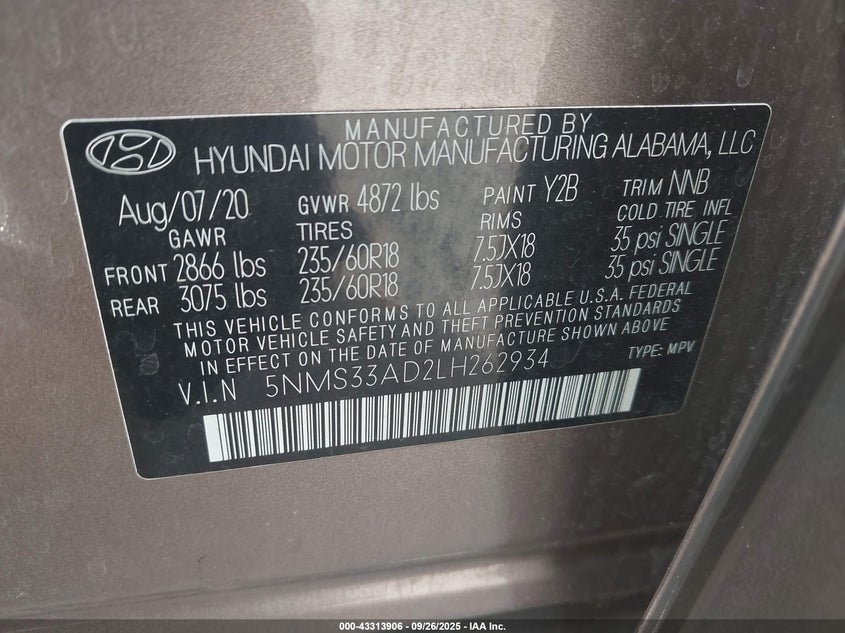 MANUFACTURED BY
HYUNDAI MOTOR MANUFACTURING ALABAMA, LLC
Aug/07/20 GVWR 4872 lbs PAINT Y2B TRIM NNB
GAWR TIRES RIMS COLD TIRE INFL
FRONT 2866 lbs 235/60R18 7.5JX18 35 psi SINGLE
REAR 3075 lbs 235/60R18 7.5JX18 35 psi SINGLE
THIS VEHICLE CONFORMS TO ALL APPLICABLE U.S.A. FEDERAL
MOTOR VEHICLE SAFETY AND THEFT PREVENTION STANDARDS
IN EFFECT ON THE DATE OF MANUFACTURE SHOWN ABOVE
V.I.N 5NMS33AD2LH262934 TYPE: MPV
000-43313906 - 09/26/2025 - IAA Inc.